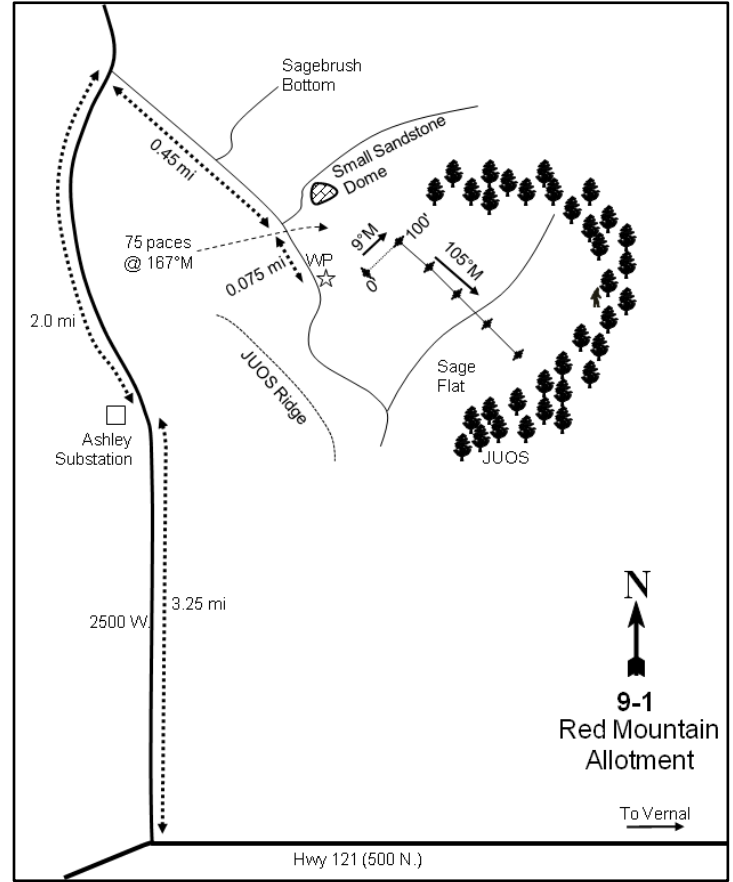 Sagebrush
Bottom
0.45 mi
Small Sandstone
Dome
75 paces
@ 167°M
WP
0.075 mi
9°M
100'
0'
105°M
2.0 mi
JUOS Ridge
Sage
Flat
Ashley
Substation
JUOS
2500 W.
3.25 mi
N
9-1
Red Mountain
Allotment
To Vernal
Hwy 121 (500 N.)